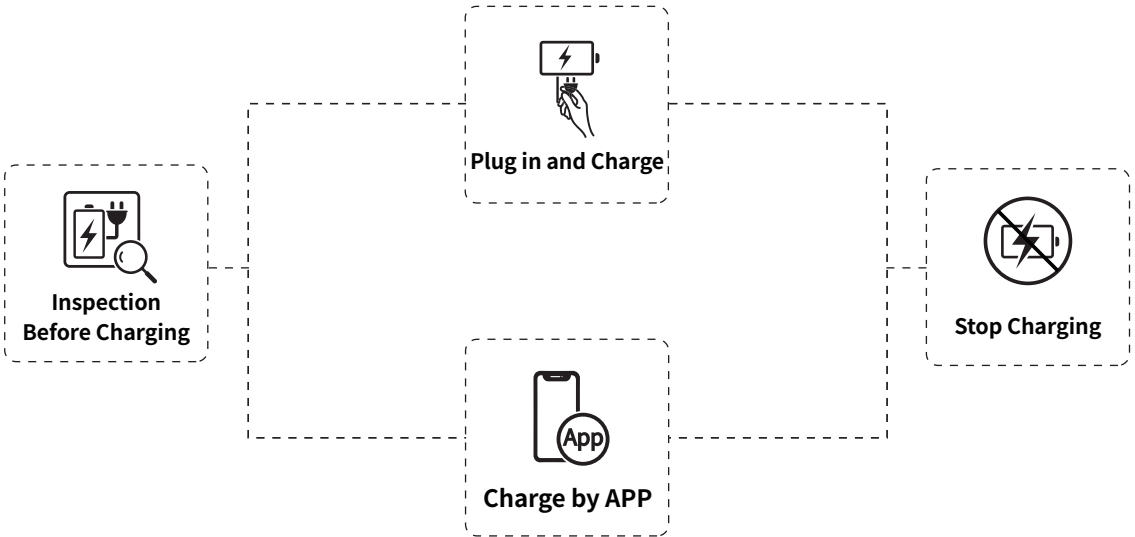 Plug in and Charge
Inspection
Before Charging
Stop Charging
App
Charge by APP